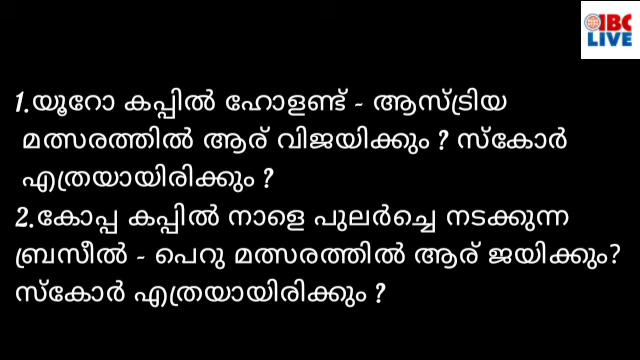 IBC
LIVE
1.യൂറോ കപ്പിൽ ഹോളണ്ട് - ആസ്ട്രിയ
മത്സരത്തിൽ ആര് വിജയിക്കും ? സ്കോർ
എത്രയായിരിക്കും ?
2.കോപ്പ കപ്പിൽ നാളെ പുലർച്ചെ നടക്കുന്ന
ബ്രസീൽ - പെറു മത്സരത്തിൽ ആര് ജയിക്കും?
സ്കോർ എത്രയായിരിക്കും ?